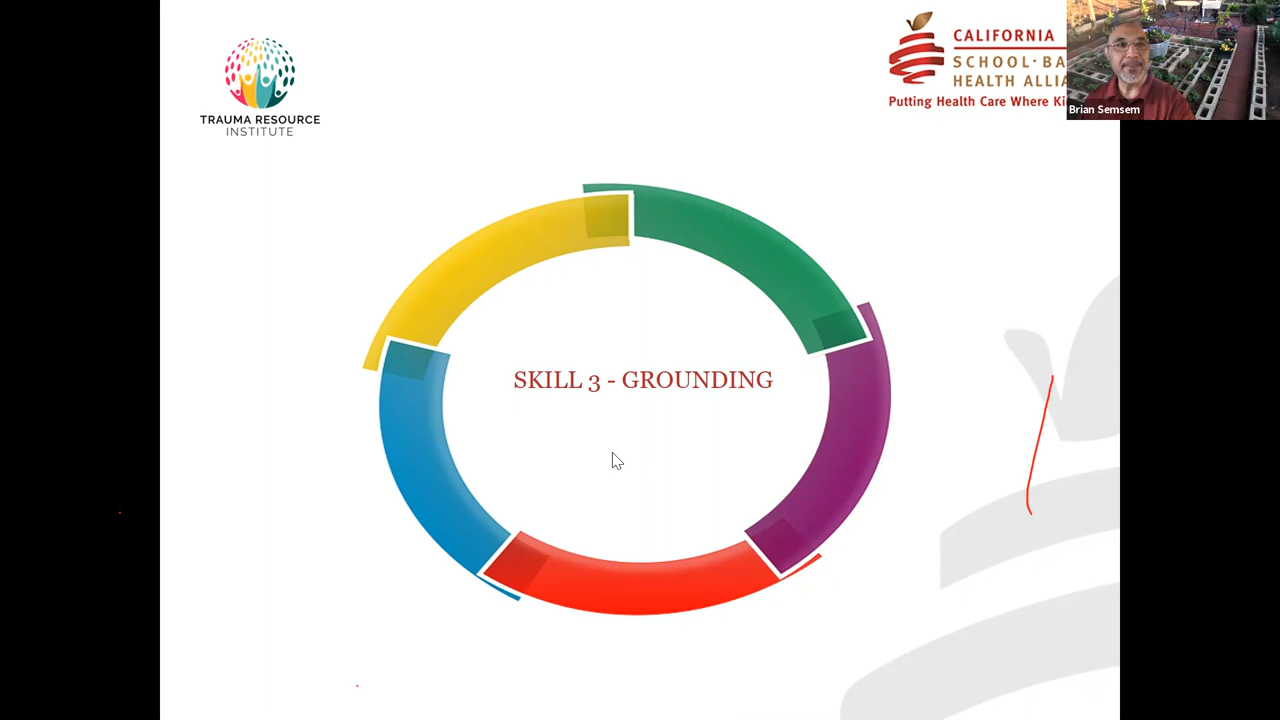 TRAUMA RESOURCE
INSTITUTE
CALIFORNIA
SCHOOL·BA
HEALTH ALLIA
Putting Health Care Where Ki
Brian Semsem
SKILL 3 - GROUNDING